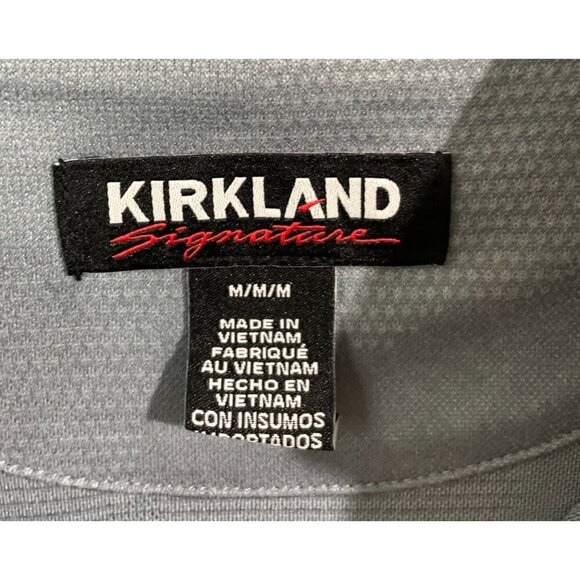 KIRKLAND
Signature
M/M/M
MADE IN
VIETNAM
FABRIQUÉ
AU VIETNAM
HECHO EN
VIETNAM
CON INSUMOS
IMPORTADOS